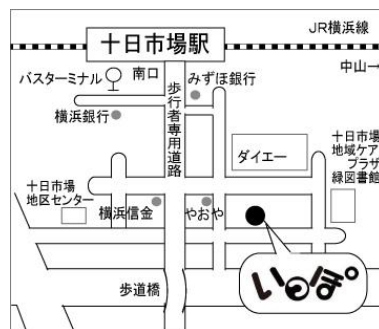 JR横浜線
十日市場駅
中山→
バスターミナル
南口
みずほ銀行
横浜銀行
歩行者専用道路
ダイエー
十日市場
地域ケア
プラザ
緑図書館
十日市場
地区センター
横浜信金
やおや
いっぽ。
歩道橋